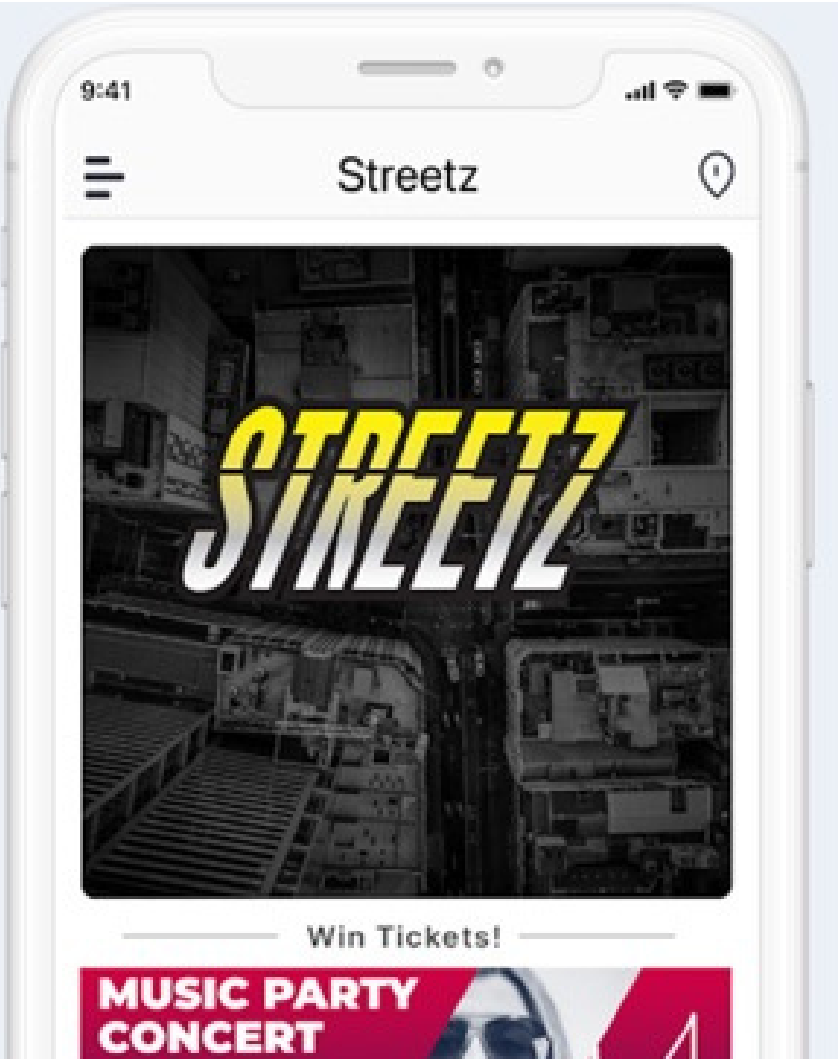 9:41
Streetz
STREETZ
Win Tickets!
MUSIC PARTY
CONCERT